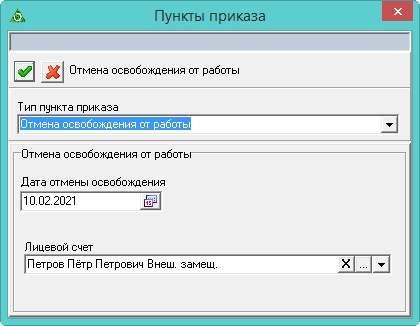 Пункты приказа
Отмена освобождения от работы
Тип пункта приказа
Отмена освобождения от работы
Отмена освобождения от работы
Дата отмены освобождения
10.02.2021
Лицевой счет
Петров Пётр Петрович Внеш. замещ.